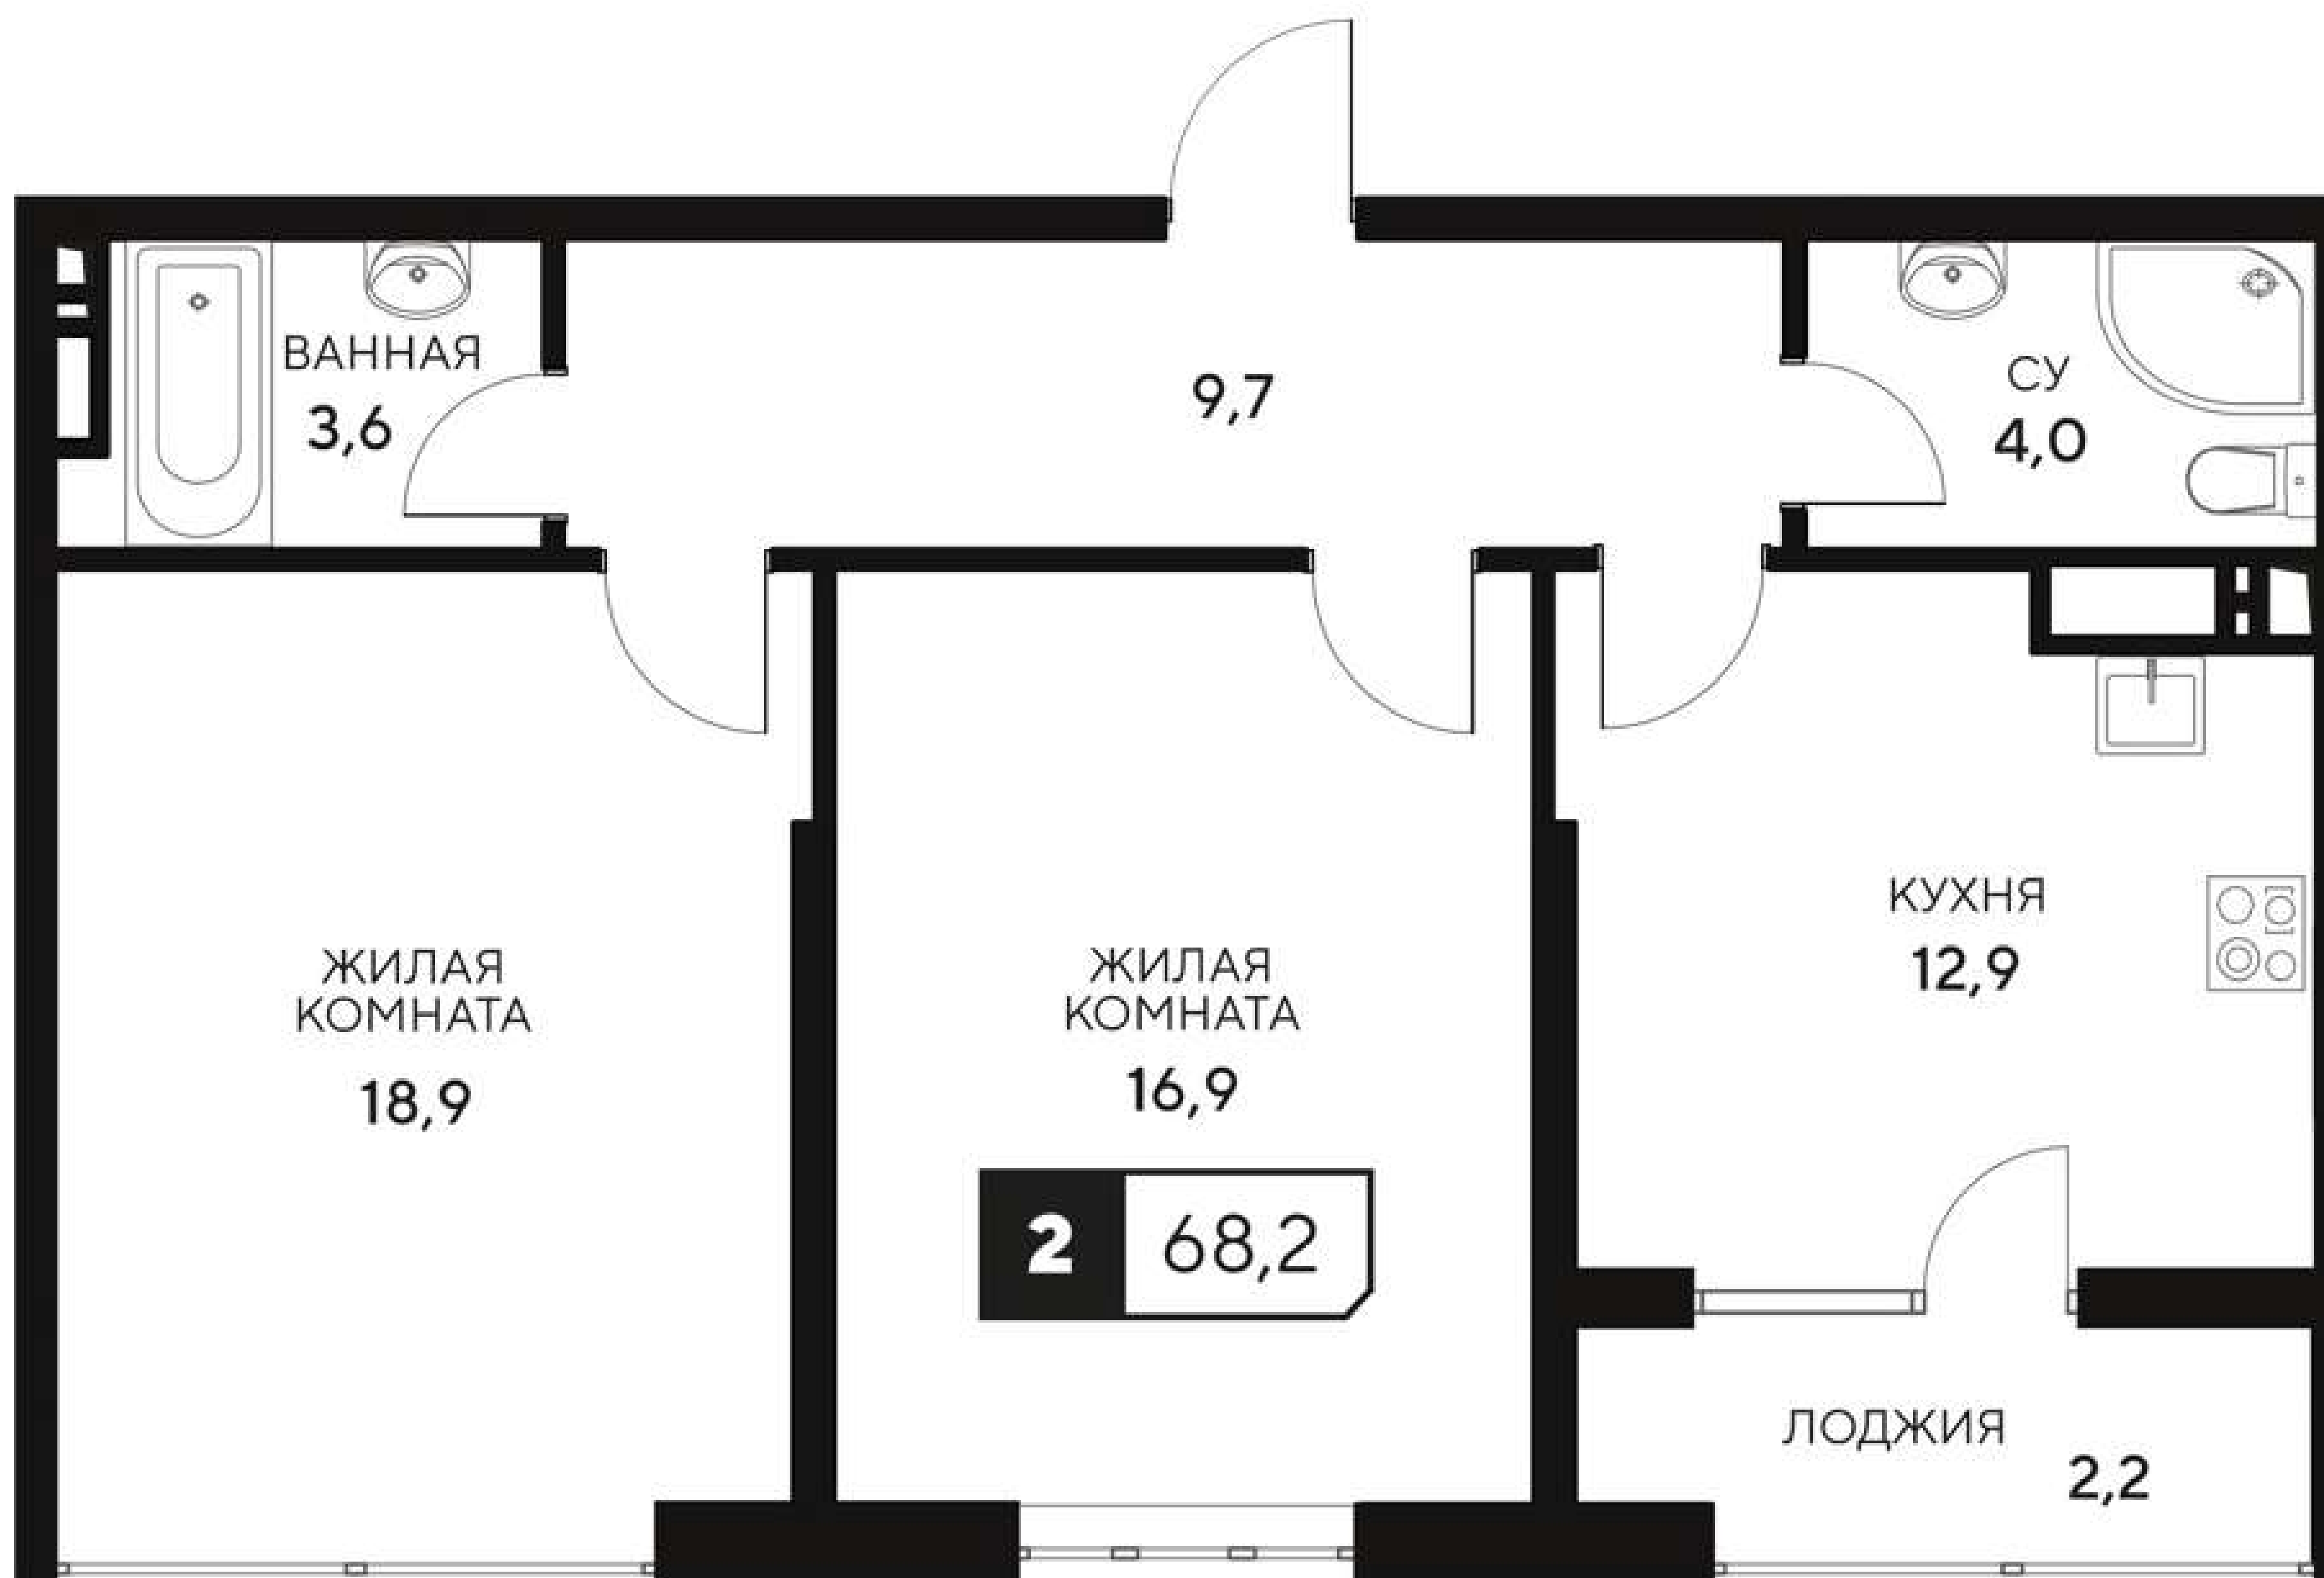 ВАННАЯ
3,6
9,7
СУ
4,0
ЖИЛАЯ
КОМНАТА
18,9
ЖИЛАЯ
КОМНАТА
16,9
2 68,2
КУХНЯ
12,9
ЛОДЖИЯ
2,2